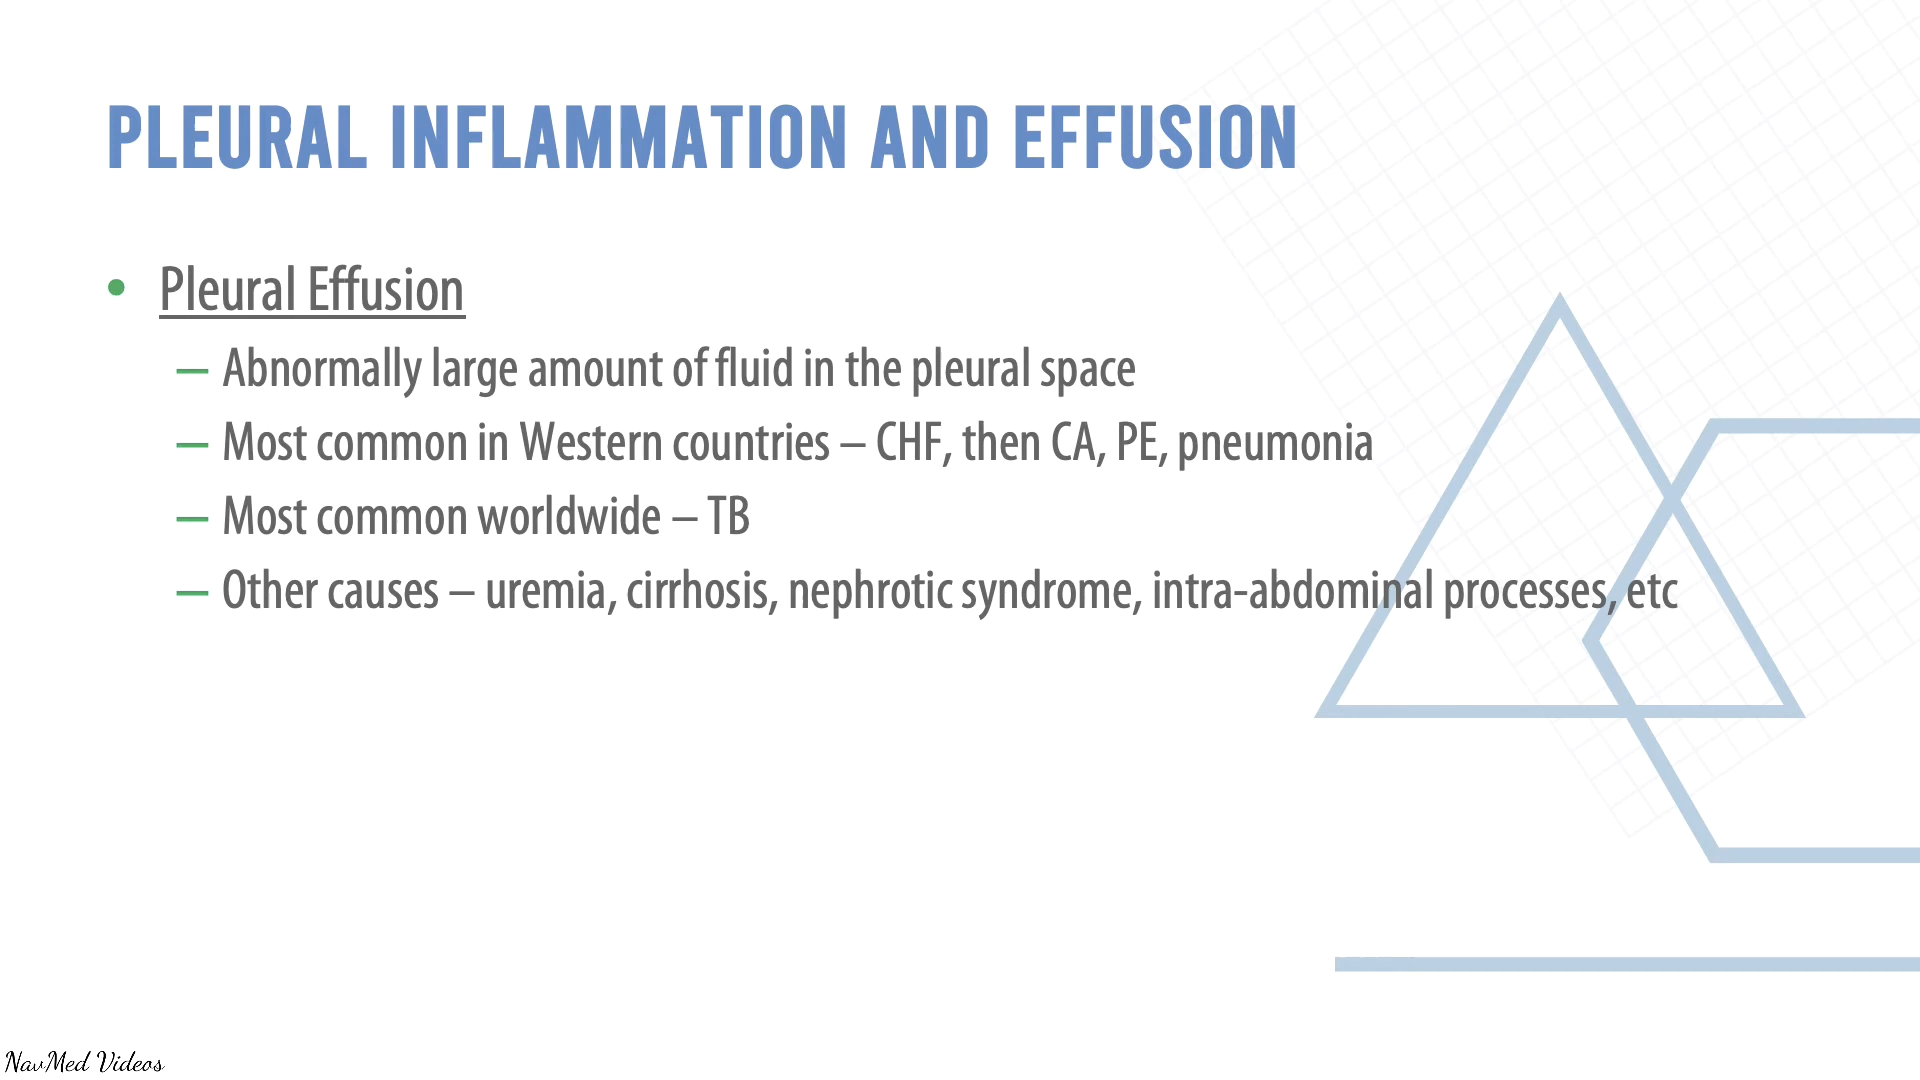 PLEURAL INFLAMMATION AND EFFUSION
• Pleural Effusion
– Abnormally large amount of fluid in the pleural space
– Most common in Western countries – CHF, then CA, PE, pneumonia
– Most common worldwide – TB
– Other causes – uremia, cirrhosis, nephrotic syndrome, intra-abdominal processes, etc
NavMed Videos